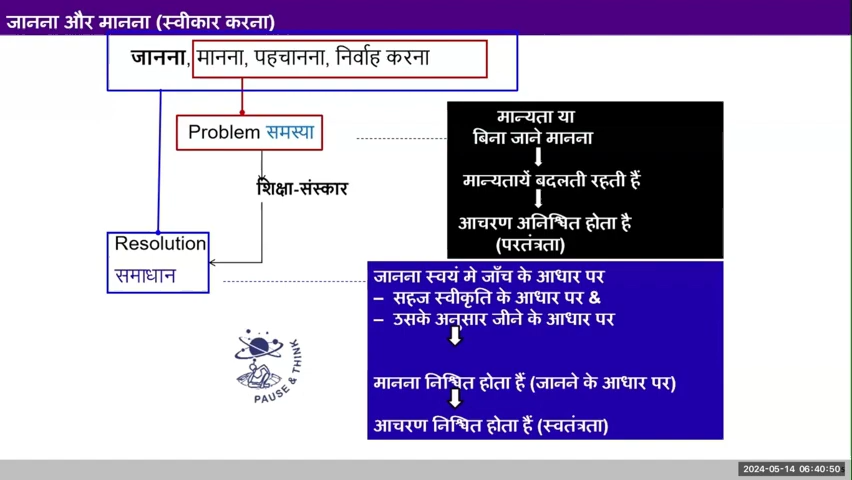 जानना और मानना (स्वीकार करना)
जानना, मानना, पहचानना, निर्वाह करना
Problem समस्या
शिक्षा-संस्कार
Resolution
समाधान
मान्यता या
बिना जाने मानना
मान्यतायें बदलती रहती हैं
आचरण अनिश्चित होता है
(परतंत्रता)
जानना स्वयं मे जाँच के आधार पर
– सहज स्वीकृति के आधार पर &
– उसके अनुसार जीने के आधार पर
मानना निश्चित होता हैं (जानने के आधार पर)
आचरण निश्चित होता हैं (स्वतंत्रता)
PAUSE & THINK
2024-05-14 06:40:50